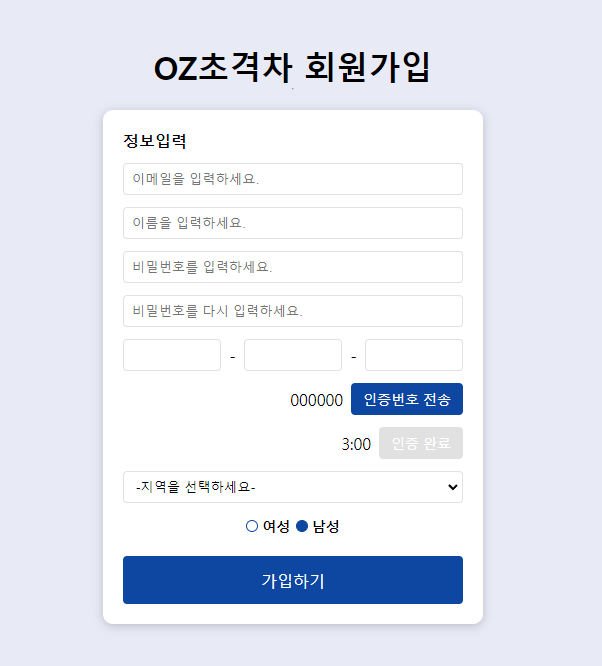 OZ초격차 회원가입
정보입력
이메일을 입력하세요.
이름을 입력하세요.
비밀번호를 입력하세요.
비밀번호를 다시 입력하세요.
- -
000000 인증번호 전송
3:00 인증 완료
-지역을 선택하세요-
여성 남성
가입하기